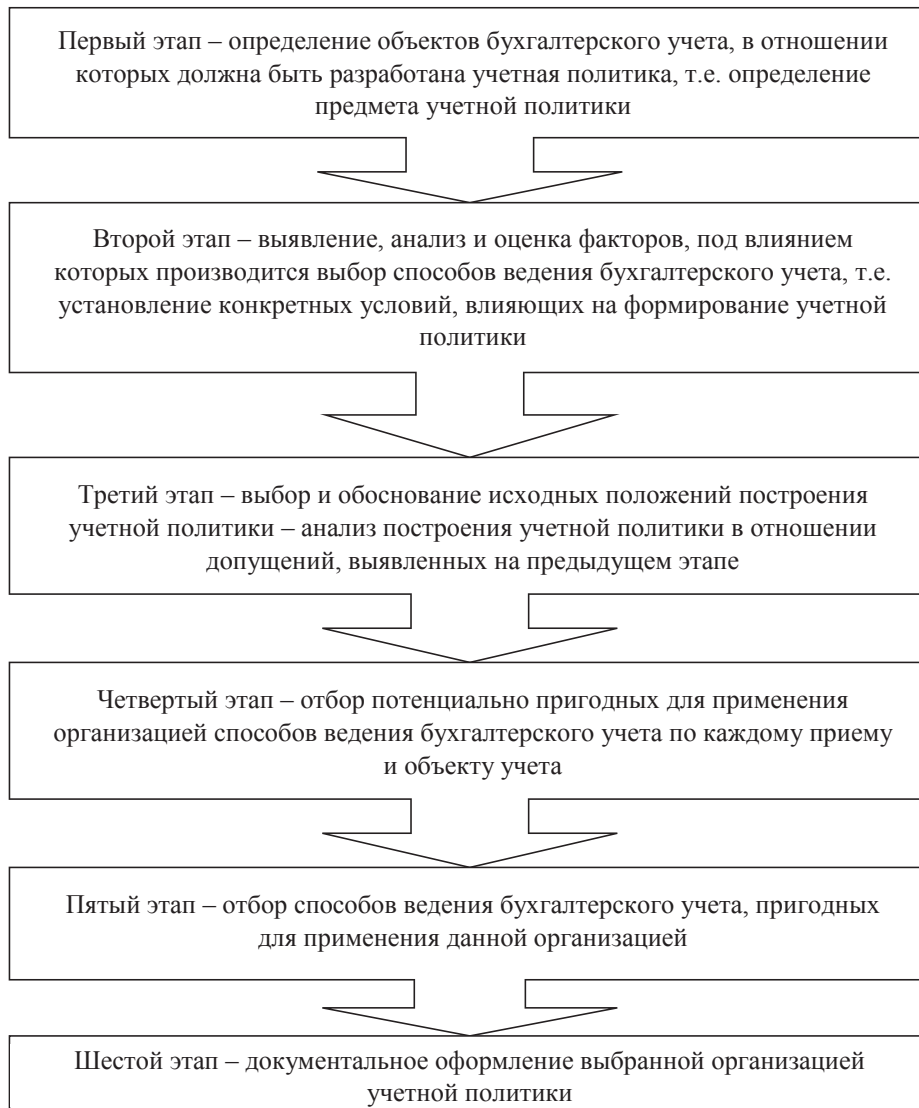 Первый этап – определение объектов бухгалтерского учета, в отношении
которых должна быть разработана учетная политика, т.е. определение
предмета учетной политики
Второй этап – выявление, анализ и оценка факторов, под влиянием
которых производится выбор способов ведения бухгалтерского учета, т.е.
установление конкретных условий, влияющих на формирование учетной
политики
Третий этап – выбор и обоснование исходных положений построения
учетной политики – анализ построения учетной политики в отношении
допущений, выявленных на предыдущем этапе
Четвертый этап – отбор потенциально пригодных для применения
организацией способов ведения бухгалтерского учета по каждому приему
и объекту учета
Пятый этап – отбор способов ведения бухгалтерского учета, пригодных
для применения данной организацией
Шестой этап – документальное оформление выбранной организацией
учетной политики